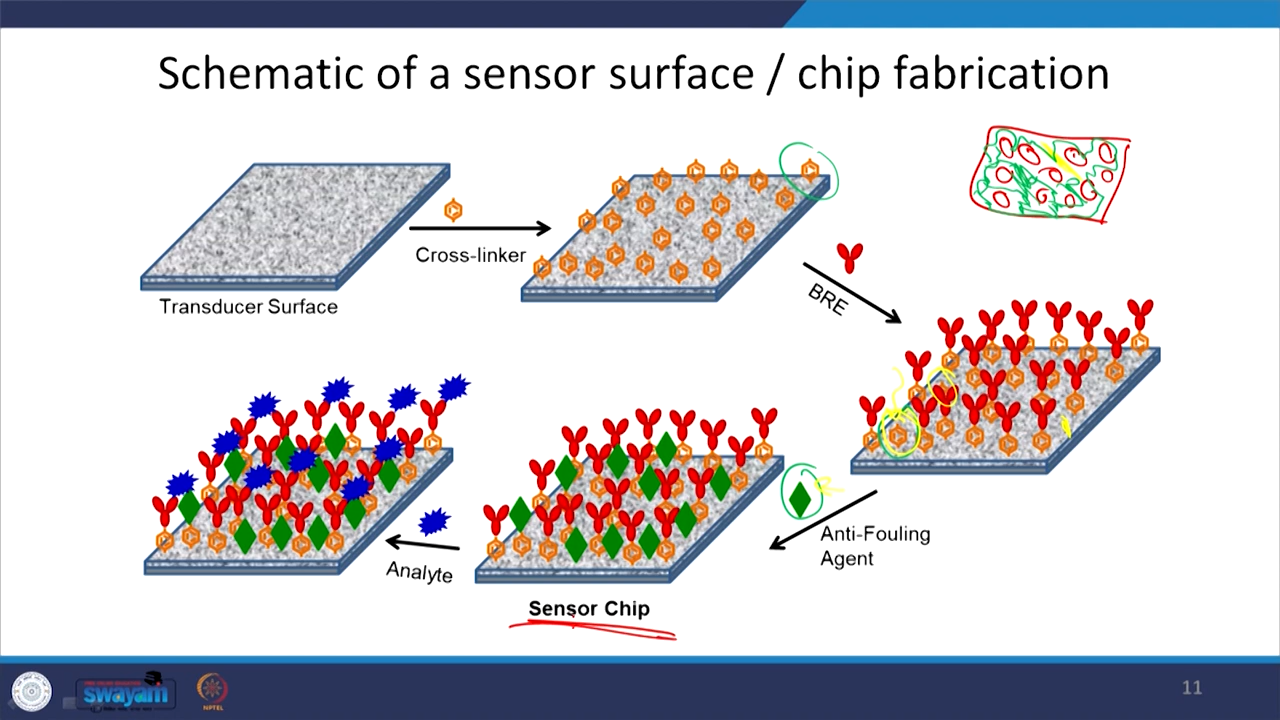 Schematic of a sensor surface / chip fabrication
Transducer Surface
Cross-linker
BRE
Anti-Fouling
Agent
Analyte
Sensor Chip
swayam
NPTEL
11